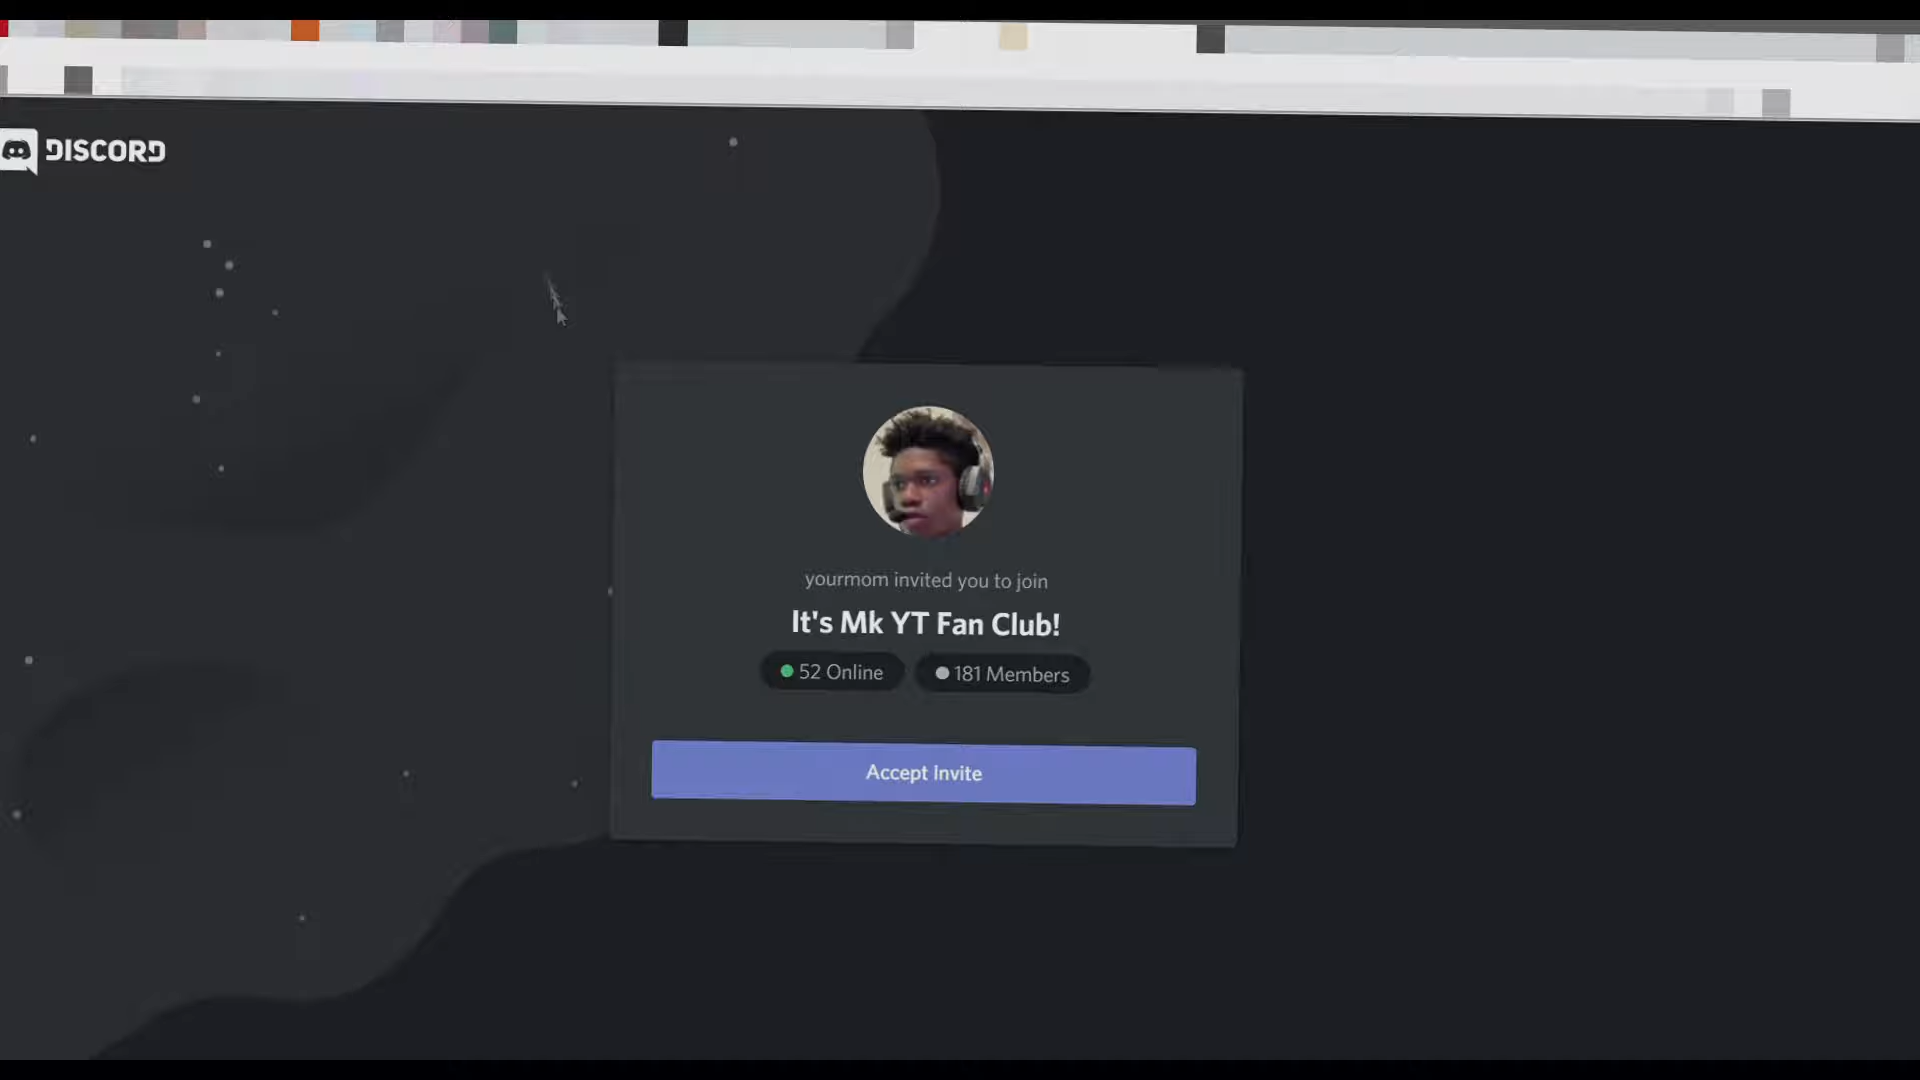 DISCORD
yourmom invited you to join
It's Mk YT Fan Club!
52 Online
181 Members
Accept Invite